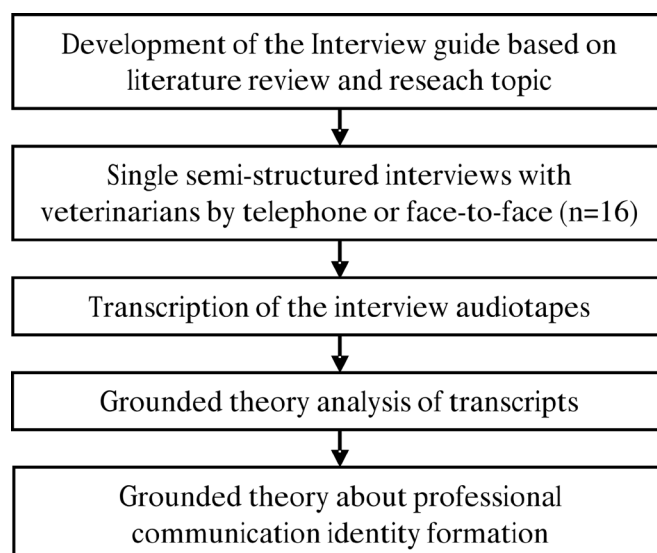 Development of the Interview guide based on
literature review and reseach topic
Single semi-structured interviews with
veterinarians by telephone or face-to-face (n=16)
Transcription of the interview audiotapes
Grounded theory analysis of transcripts
Grounded theory about professional
communication identity formation